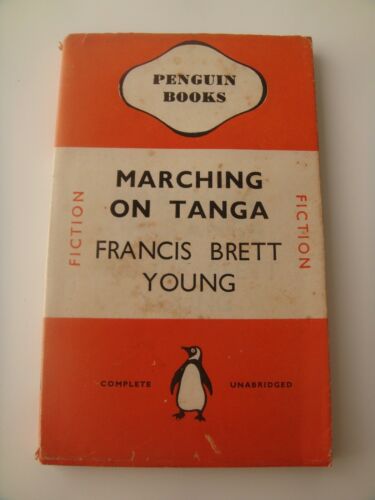 PENGUIN
BOOKS
FICTION
MARCHING
ON TANGA
FRANCIS BRETT
YOUNG
FICTION
COMPLETE UNABRIDGED